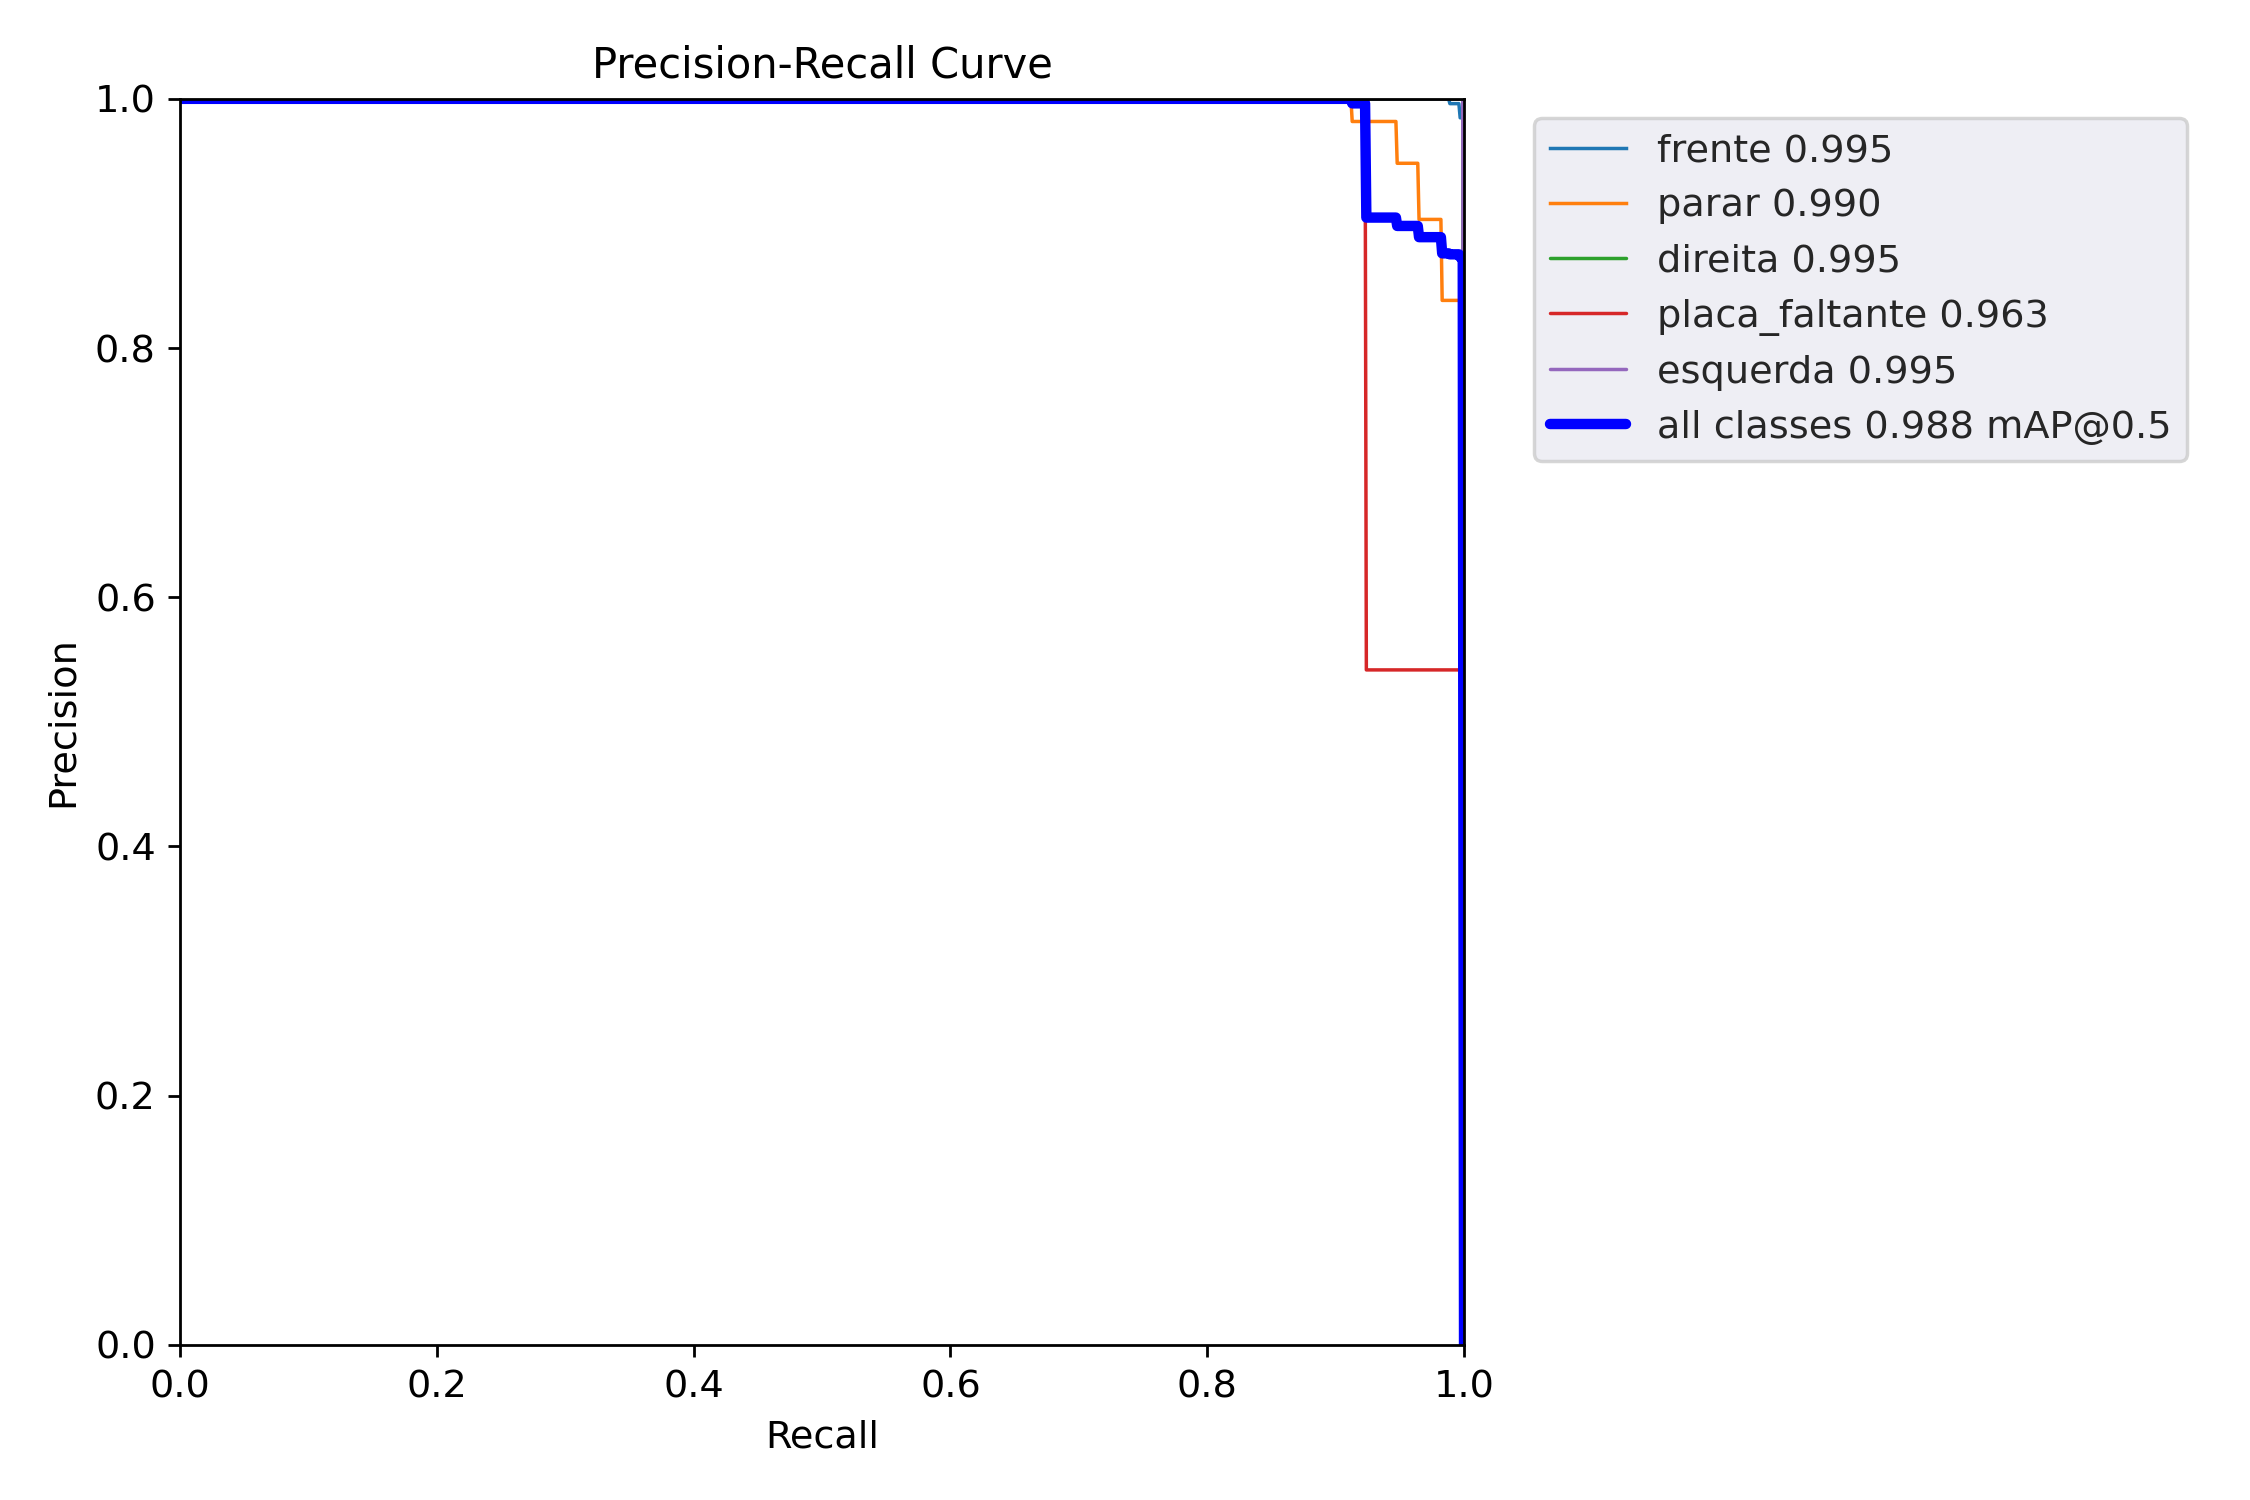 Precision-Recall Curve
1.0
0.8
0.6
0.4
0.2
0.0
Precision
0.0 0.2 0.4 0.6 0.8 1.0
Recall
frente 0.995
parar 0.990
direita 0.995
placa_faltante 0.963
esquerda 0.995
all classes 0.988 mAP@0.5